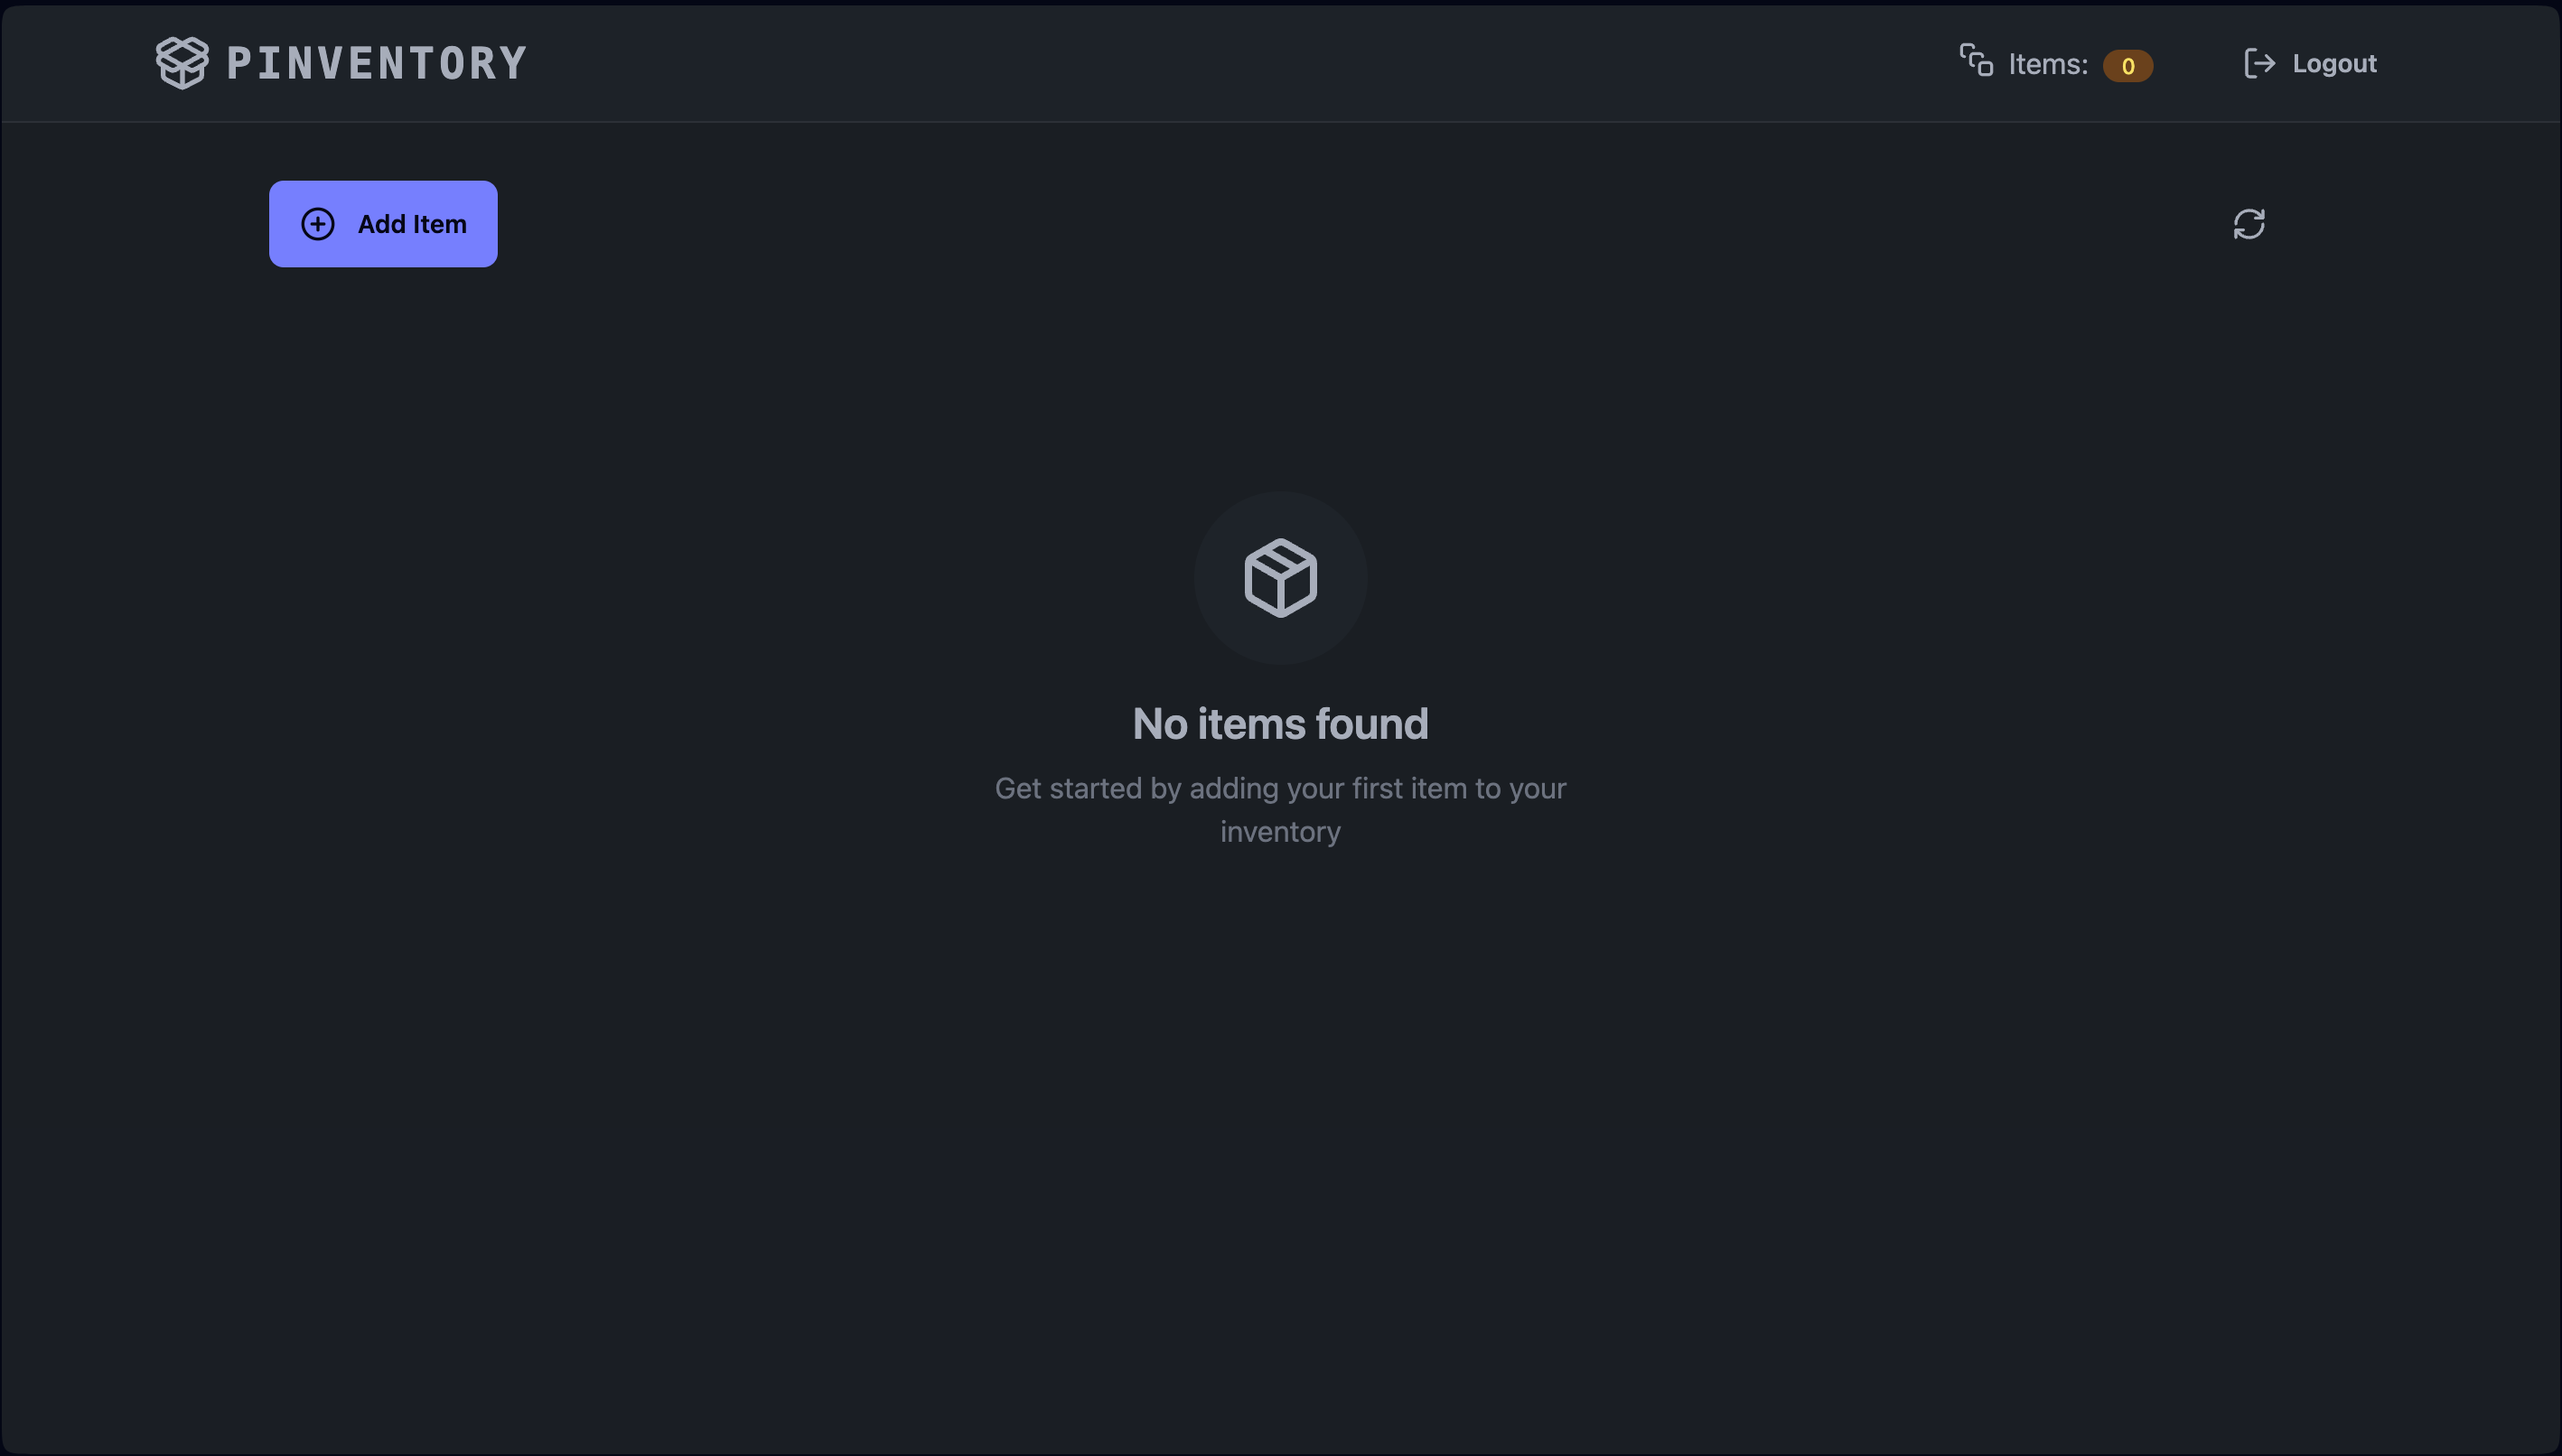 PINVENTORY
Items: 0
Logout
Add Item
No items found
Get started by adding your first item to your
inventory